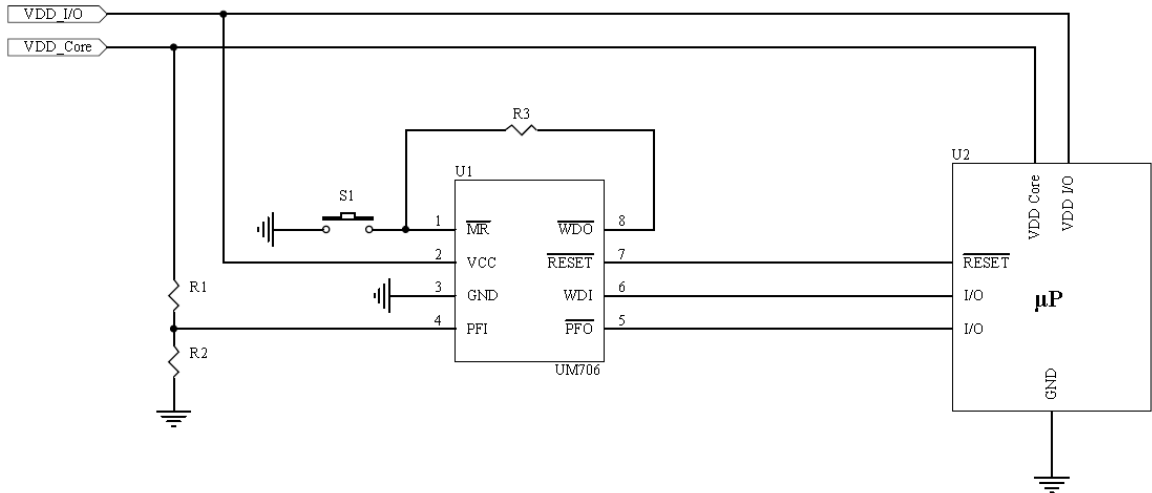 VDD_I/O
VDD_Core
R3
U1
U2
S1
VDD Core
VDD I/O
1
MR
WDO
8
2
VCC
RESET
7
RESET
R1
3
GND
WDI
6
I/O
μP
4
PFI
PFO
5
I/O
R2
UM706
GND